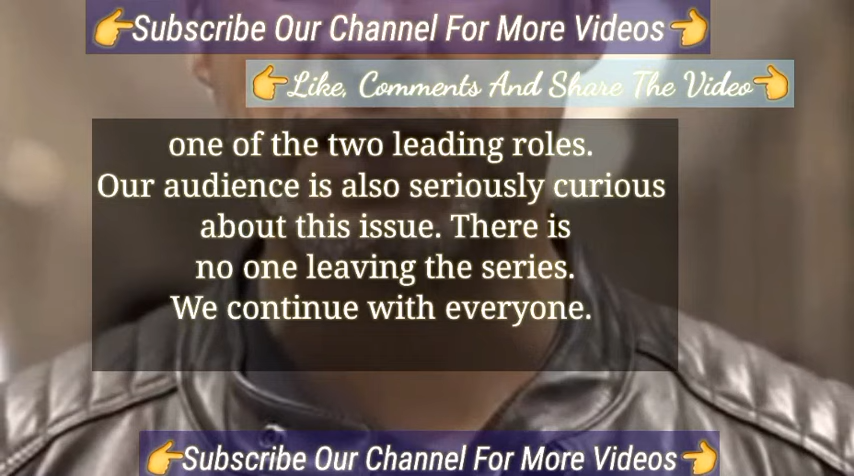 👉Subscribe Our Channel For More Videos👈
👉Like, Comments And Share The Video👈
one of the two leading roles.
Our audience is also seriously curious
about this issue. There is
no one leaving the series.
We continue with everyone.
👉Subscribe Our Channel For More Videos👈